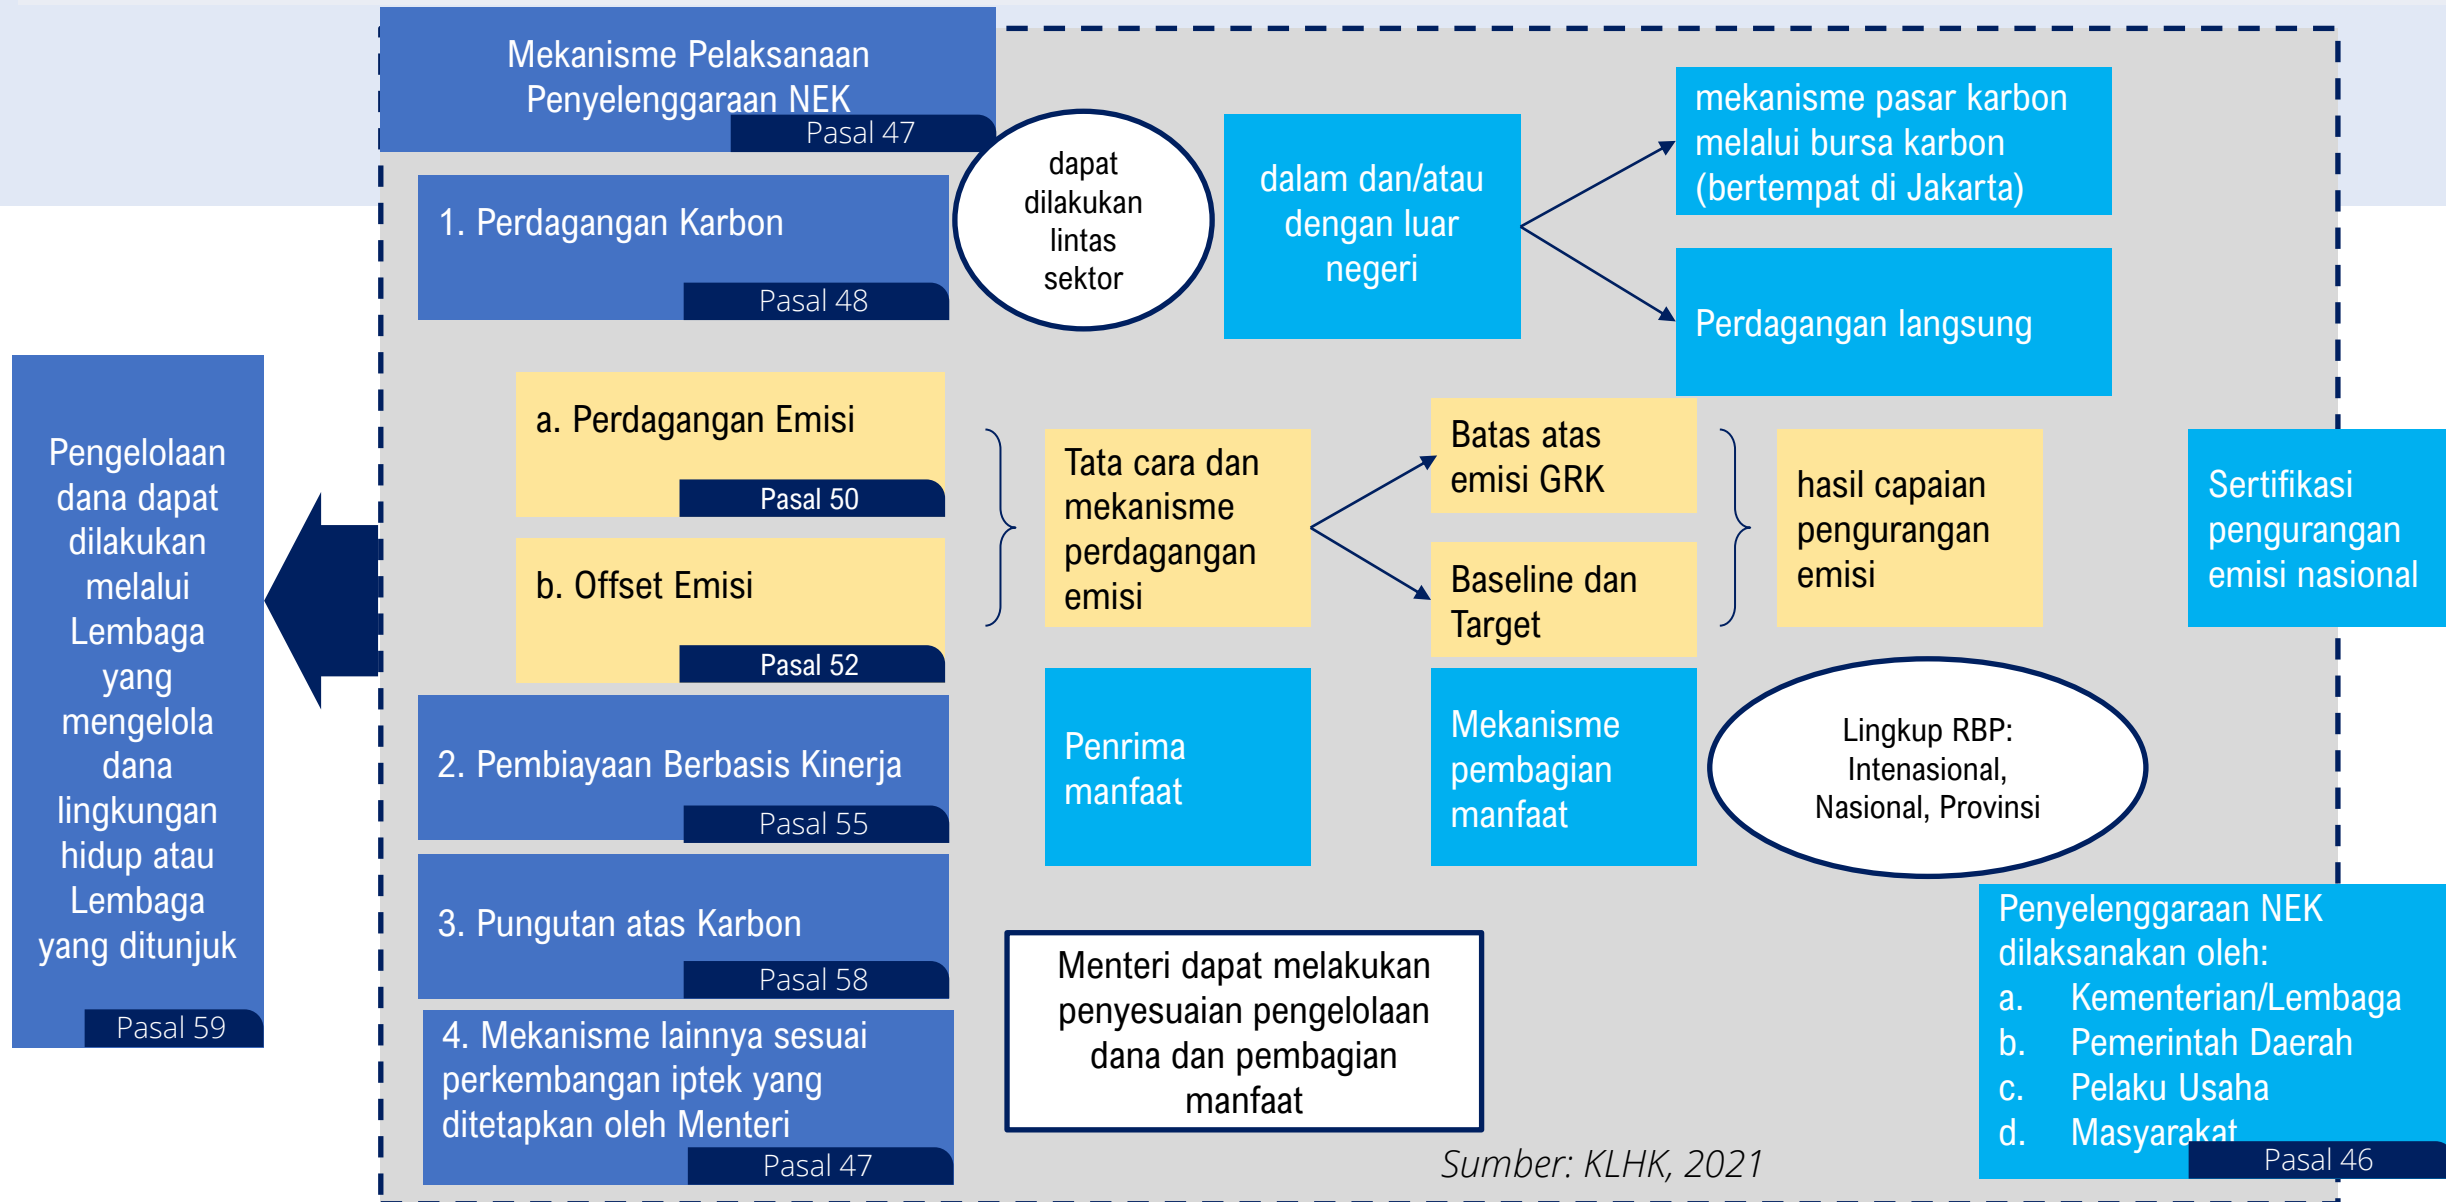 Mekanisme Pelaksanaan
Penyelenggaraan NEK
Pasal 47
1. Perdagangan Karbon
Pasal 48
dapat
dilakukan
lintas
sektor
dalam dan/atau
dengan luar
negeri
mekanisme pasar karbon
melalui bursa karbon
(bertempat di Jakarta)
Perdagangan langsung
a. Perdagangan Emisi
Pasal 50
b. Offset Emisi
Pasal 52
Tata cara dan
mekanisme
perdagangan
emisi
Batas atas
emisi GRK
Baseline dan
Target
hasil capaian
pengurangan
emisi
Sertifikasi
pengurangan
emisi nasional
2. Pembiayaan Berbasis Kinerja
Pasal 55
Penrima
manfaat
Mekanisme
pembagian
manfaat
Lingkup RBP:
Intenasional,
Nasional, Provinsi
3. Pungutan atas Karbon
Pasal 58
4. Mekanisme lainnya sesuai
perkembangan iptek yang
ditetapkan oleh Menteri
Pasal 47
Menteri dapat melakukan
penyesuaian pengelolaan
dana dan pembagian
manfaat
Penyelenggaraan NEK
dilaksanakan oleh:
a. Kementerian/Lembaga
b. Pemerintah Daerah
c. Pelaku Usaha
d. Masyarakat
Pasal 46
Pengelolaan
dana dapat
dilakukan
melalui
Lembaga
yang
mengelola
dana
lingkungan
hidup atau
Lembaga
yang ditunjuk
Pasal 59
Sumber: KLHK, 2021